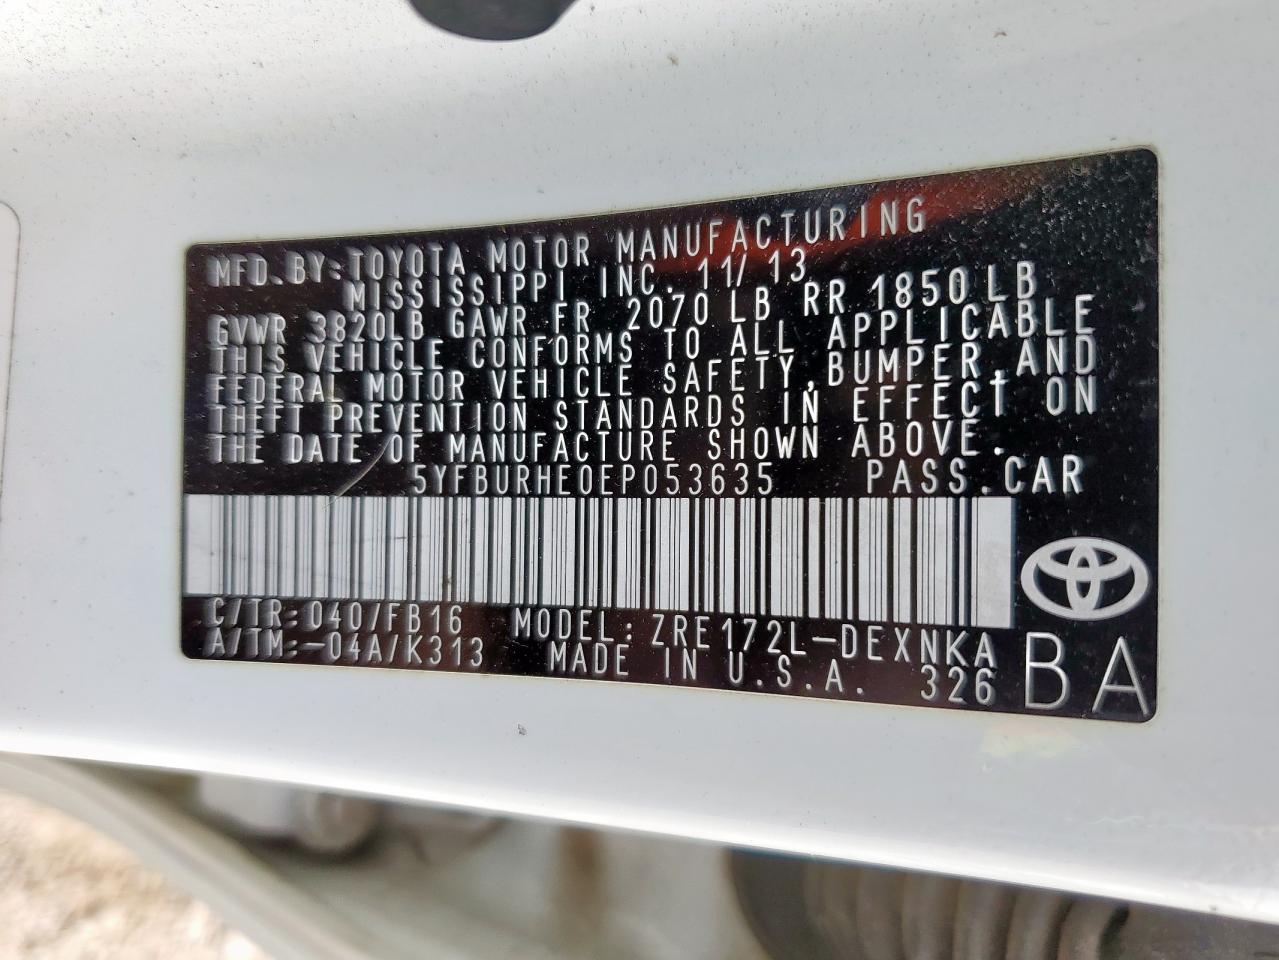 MFD. BY: TOYOTA MOTOR MANUFACTURING
MISSISSIPPI INC. 11/13
GVWR 3820LB GAWR FR 2070 LB RR 1850 LB
THIS VEHICLE CONFORMS TO ALL APPLICABLE
FEDERAL MOTOR VEHICLE SAFETY, BUMPER, AND
THEFT PREVENTION STANDARDS IN EFFECT ON
THE DATE OF MANUFACTURE SHOWN ABOVE.
5YFBURHE0EP053635 PASS. CAR
C/TR: 040/FB16 MODEL: ZRE172L-DEXNKA
A/TM: -04A/K313 MADE IN U.S.A. 326
BA